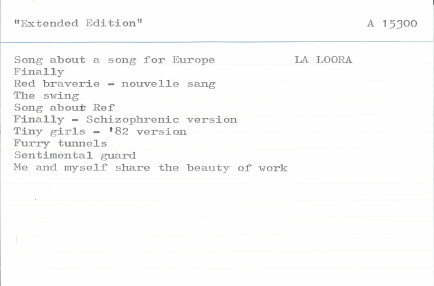 "Extended Edition" A 15300
Song about a song for Europe LA LOORA
Finally
Red braverie - nouvelle sang
The swing
Song about Ref
Finally - Schizophrenic version
Tiny girls - '82 version
Furry tunnels
Sentimental guard
Me and myself share the beauty of work